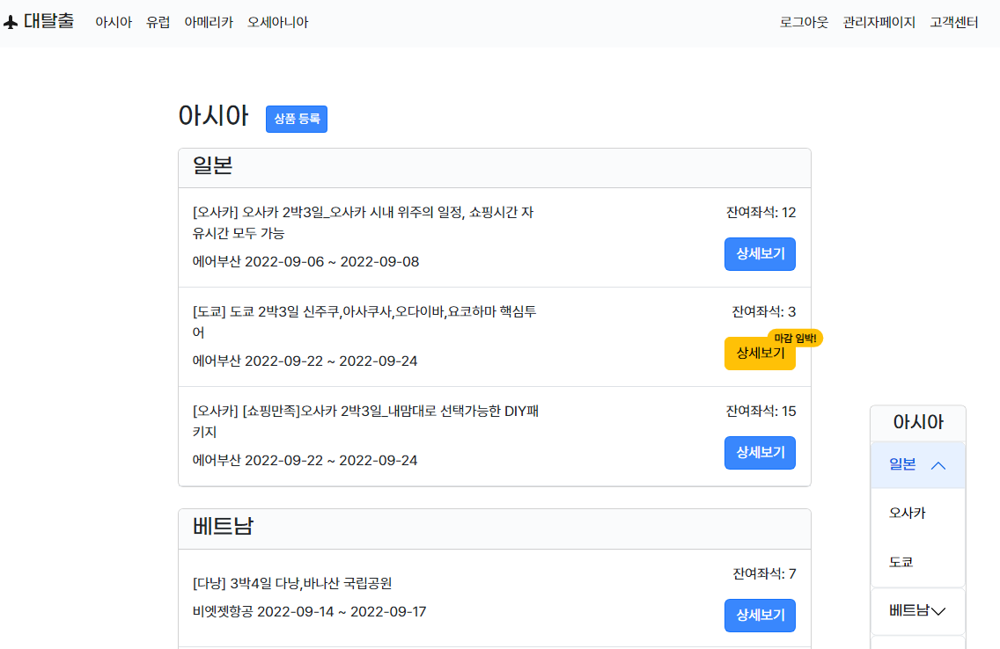 대탈출 아시아 유럽 아메리카 오세아니아 로그아웃 관리자페이지 고객센터
아시아 상품 등록
일본
[오사카] 오사카 2박3일_오사카 시내 위주의 일정, 쇼핑시간 자
유시간 모두 가능
에어부산 2022-09-06 ~ 2022-09-08
잔여좌석: 12
상세보기
[도쿄] 도쿄 2박3일 신주쿠,아사쿠사,오다이바,요코하마 핵심투
어
에어부산 2022-09-22 ~ 2022-09-24
잔여좌석: 3
마감 임박!
상세보기
[오사카] [쇼핑만족]오사카 2박3일_내맘대로 선택가능한 DIY패
키지
에어부산 2022-09-22 ~ 2022-09-24
잔여좌석: 15
상세보기
베트남
[다낭] 3박4일 다낭,바나산 국립공원
비엣젯항공 2022-09-14 ~ 2022-09-17
잔여좌석: 7
상세보기
아시아
일본
오사카
도쿄
베트남